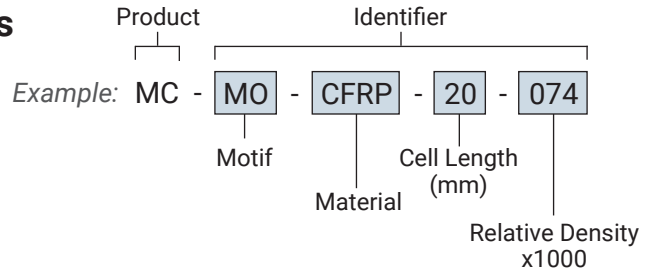 s
Product
Identifier
Example: MC - MO - CFRP - 20 - 074
Motif
Cell Length
(mm)
Material
Relative Density
x1000